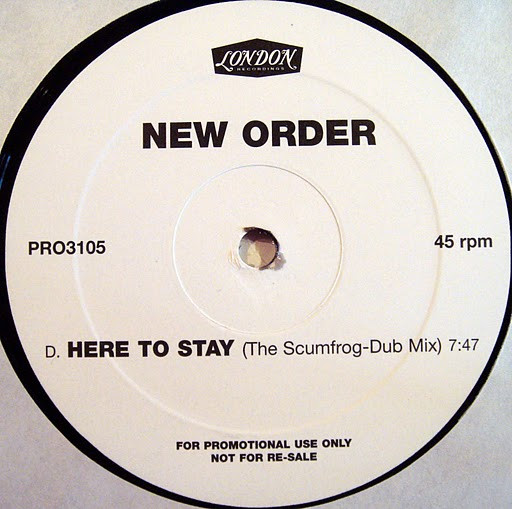 LONDON
RECORDINGS
NEW ORDER
PRO3105
45 rpm
D. HERE TO STAY (The Scumfrog-Dub Mix) 7:47
FOR PROMOTIONAL USE ONLY
NOT FOR RE-SALE